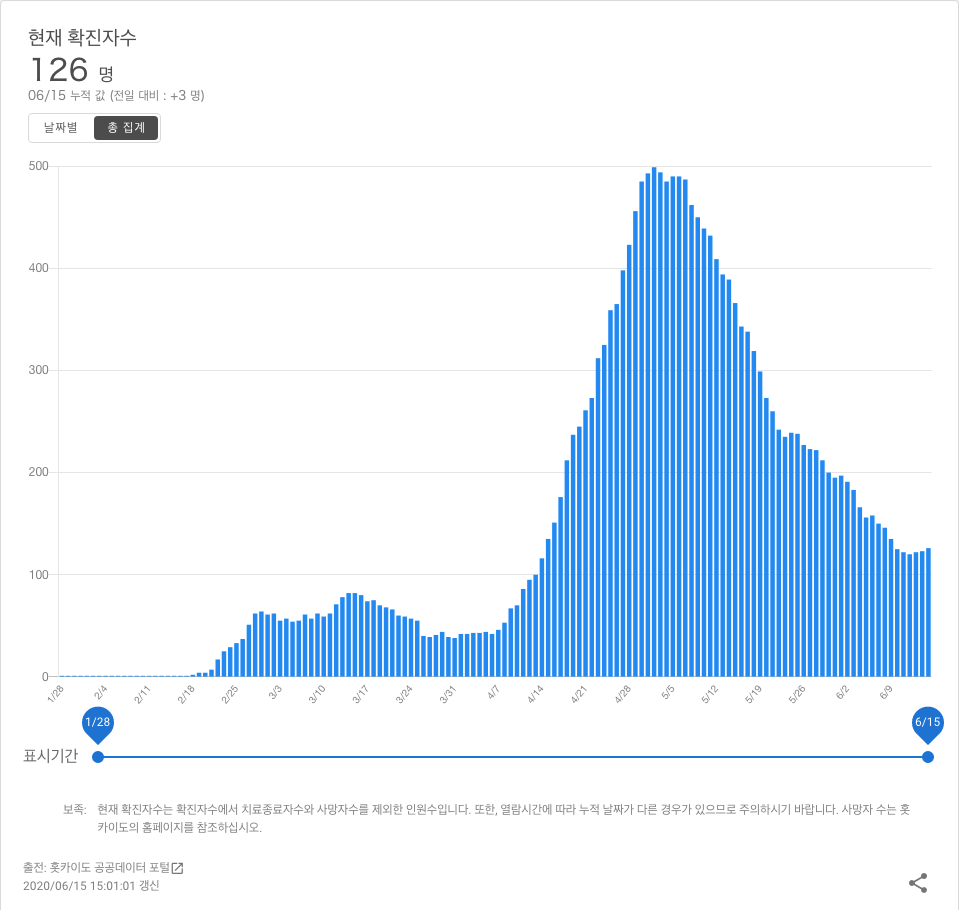 현재 확진자수
126 명
06/15 누적 값 (전일 대비 : +3 명)
날짜별 총 집계
500
400
300
200
100
0
1/28 2/4 2/11 2/18 2/25 3/3 3/10 3/17 3/24 3/31 4/7 4/14 4/21 4/28 5/5 5/12 5/19 5/26 6/2 6/9
1/28 6/15
표시기간
보족: 현재 확진자수는 확진자수에서 치료종료자수와 사망자수를 제외한 인원수입니다. 또한, 열람시간에 따라 누적 날짜가 다른 경우가 있으므로 주의하시기 바랍니다. 사망자 수는 홋
카이도의 홈페이지를 참조하십시오.
출전: 홋카이도 공공데이터 포털
2020/06/15 15:01:01 갱신